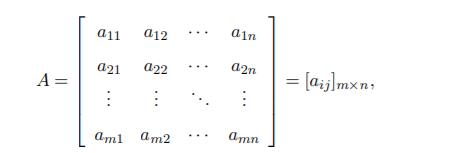 A = [ a11 a12 ⋯ a1n
a21 a22 ⋯ a2n
⋮ ⋮ ⋱ ⋮
am1 am2 ⋯ amn ] = [aij]m×n,